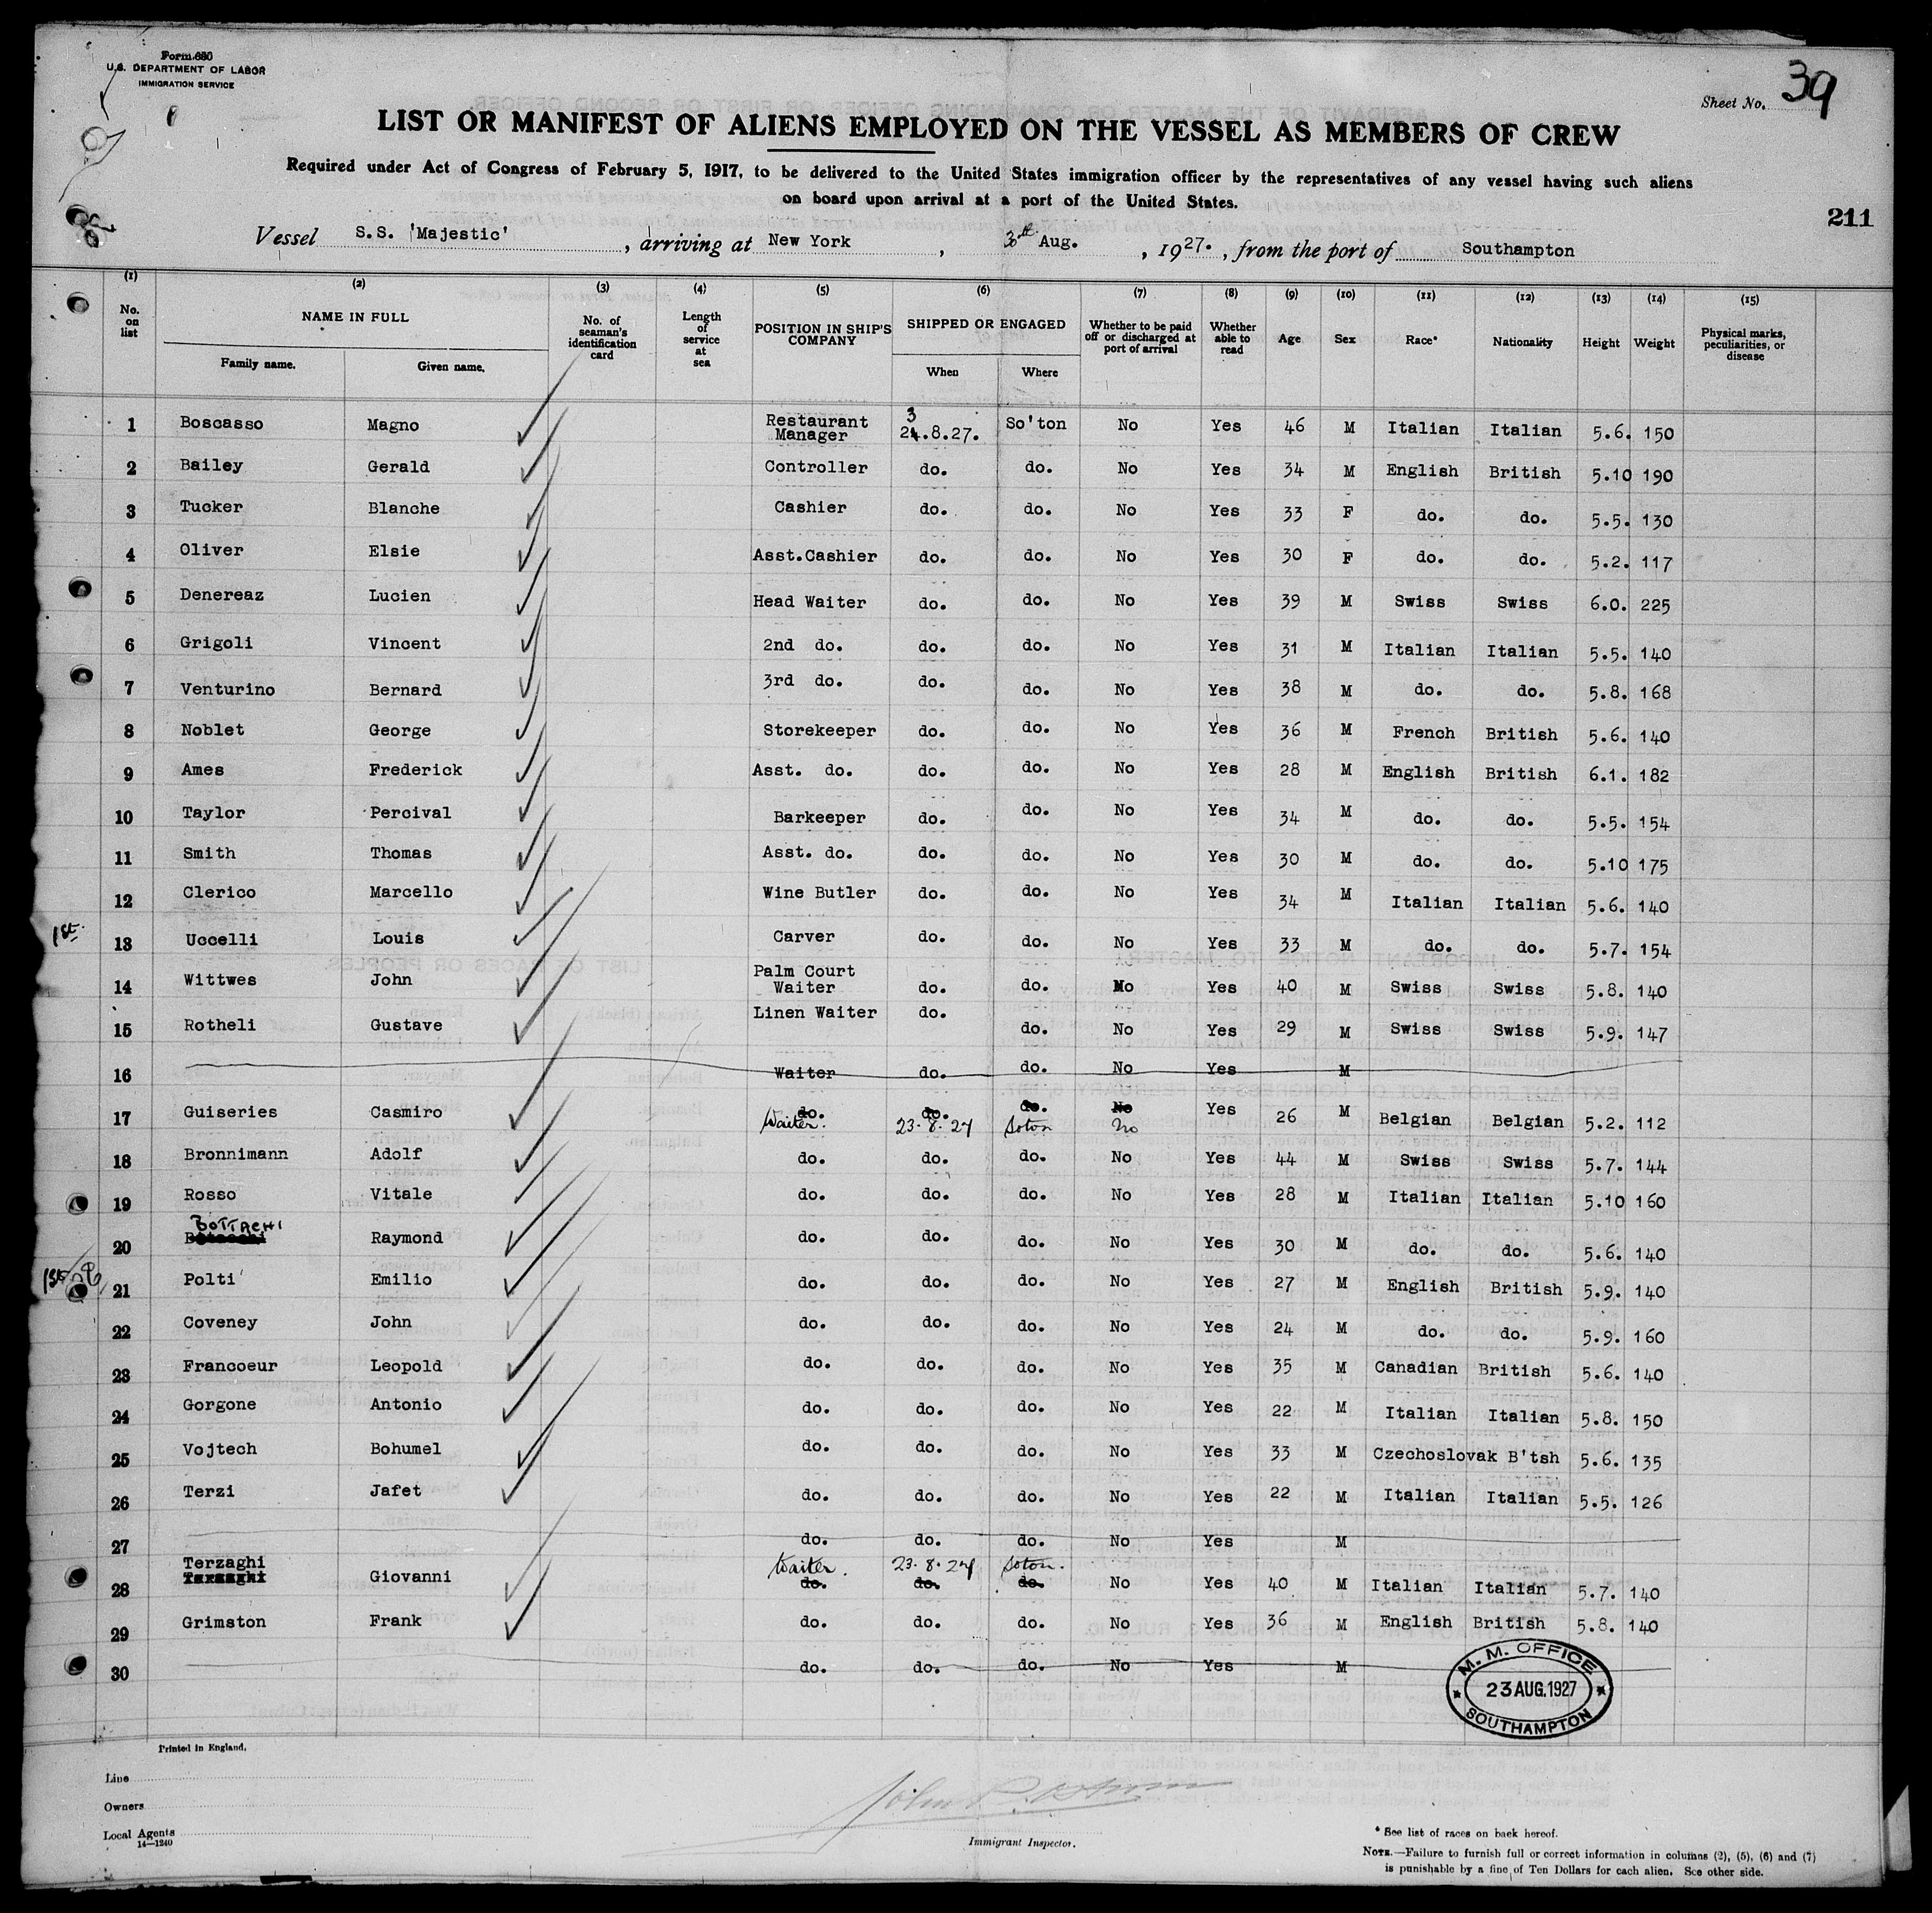 Form 680
U.S. DEPARTMENT OF LABOR
IMMIGRATION SERVICE
Sheet No. 39
LIST OR MANIFEST OF ALIENS EMPLOYED ON THE VESSEL AS MEMBERS OF CREW
Required under Act of Congress of February 5, 1917, to be delivered to the United States immigration officer by the representatives of any vessel having such aliens
on board upon arrival at a port of the United States.
211
Vessel S.S. 'Majestic' , arriving at New York , 30th Aug. , 1927. , from the port of Southampton
(1) (2) (3) (4) (5) (6) (7) (8) (9) (10) (11) (12) (13) (14) (15)
No. on list NAME IN FULL Family name. Given name. No. of seaman's identification card Length of service at sea POSITION IN SHIP'S COMPANY SHIPPED OR ENGAGED When Where Whether to be paid off or discharged at port of arrival Whether able to read Age Sex Race* Nationality Height Weight Physical marks, peculiarities, or disease
1 Boscasso Magno Restaurant Manager 23.8.27. So'ton No Yes 46 M Italian Italian 5.6. 150
2 Bailey Gerald Controller do. do. No Yes 34 M English British 5.10 190
3 Tucker Blanche Cashier do. do. No Yes 33 F do. do. 5.5. 130
4 Oliver Elsie Asst.Cashier do. do. No Yes 30 F do. do. 5.2. 117
5 Denereaz Lucien Head Waiter do. do. No Yes 39 M Swiss Swiss 6.0. 225
6 Grigoli Vincent 2nd do. do. do. No Yes 31 M Italian Italian 5.5. 140
7 Venturino Bernard 3rd do. do. do. No Yes 38 M do. do. 5.8. 168
8 Noblet George Storekeeper do. do. No Yes 36 M French British 5.6. 140
9 Ames Frederick Asst. do. do. do. No Yes 28 M English British 6.1. 182
10 Taylor Percival Barkeeper do. do. No Yes 34 M do. do. 5.5. 154
11 Smith Thomas Asst. do. do. do. No Yes 30 M do. do. 5.10 175
12 Clerico Marcello Wine Butler do. do. No Yes 34 M Italian Italian 5.6. 140
1st. 13 Uccelli Louis Carver do. do. No Yes 33 M do. do. 5.7. 154
14 Wittwes John Palm Court Waiter do. do. No Yes 40 M Swiss Swiss 5.8. 140
15 Rotheli Gustave Linen Waiter do. do. No Yes 29 M Swiss Swiss 5.9. 147
16 Waiter do. do. No Yes M
17 Guiseries Casmiro do. do. do. No Yes 26 M Belgian Belgian 5.2. 112
Waiter. 23.8.27 Soton No
18 Bronnimann Adolf do. do. do. No Yes 44 M Swiss Swiss 5.7. 144
19 Rosso Vitale do. do. do. No Yes 28 M Italian Italian 5.10 160
20 BOTTACHI Raymond do. do. do. No Yes 30 M do. do. 5.6. 140
1st 21 Polti Emilio do. do. do. No Yes 27 M English British 5.9. 140
22 Coveney John do. do. do. No Yes 24 M do. do. 5.9. 160
23 Francoeur Leopold do. do. do. No Yes 35 M Canadian British 5.6. 140
24 Gorgone Antonio do. do. do. No Yes 22 M Italian Italian 5.8. 150
25 Vojtech Bohumel do. do. do. No Yes 33 M Czechoslovak B'tsh 5.6. 135
26 Terzi Jafet do. do. do. No Yes 22 M Italian Italian 5.5. 126
27 do. do. do. No Yes M
Terzaghi Waiter. 23.8.27 Soton.
28 Giovanni do. do. do. No Yes 40 M Italian Italian 5.7. 140
29 Grimston Frank do. do. do. No Yes 36 M English British 5.8. 140
30 do. do. do. No Yes M
M. M. OFFICE
23 AUG. 1927
SOUTHAMPTON
Printed in England.
Line
Owners
Local Agents
14—1240
Immigrant Inspector.
* See list of races on back hereof.
NOTE.—Failure to furnish full or correct information in columns (2), (5), (6) and (7)
is punishable by a fine of Ten Dollars for each alien. See other side.